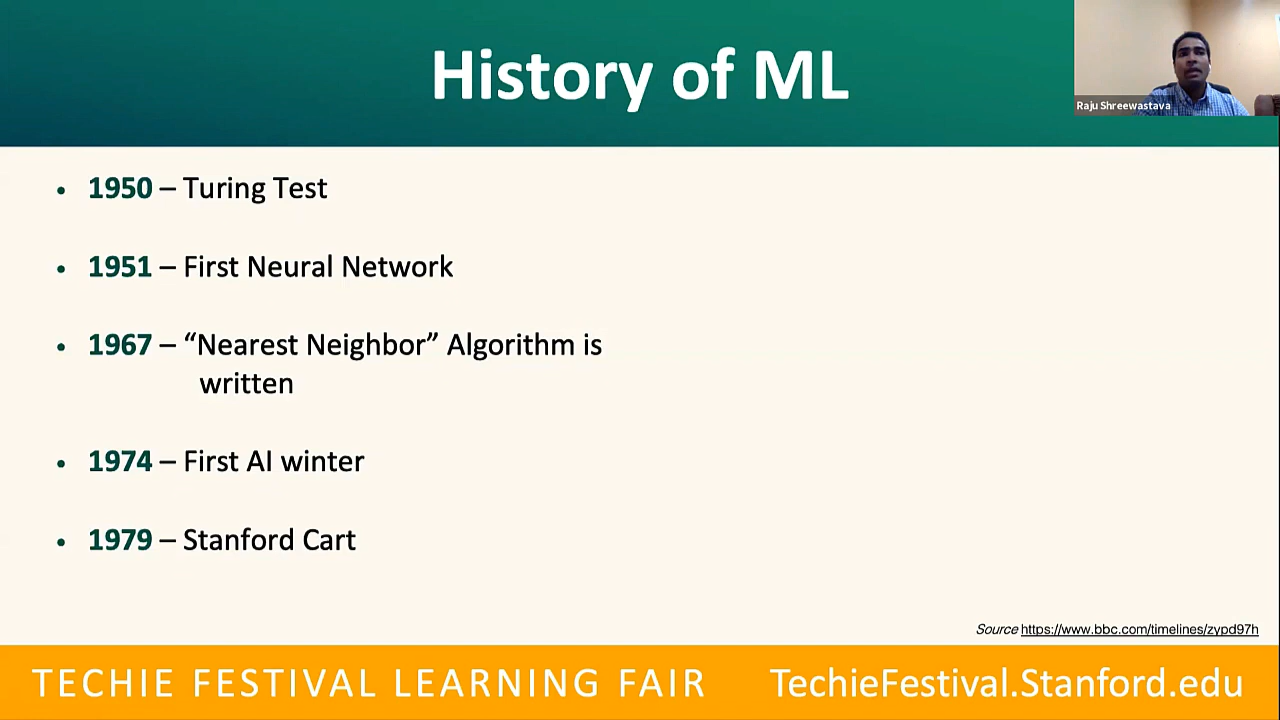 History of ML
Raju Shreewastava
• 1950 – Turing Test
• 1951 – First Neural Network
• 1967 – “Nearest Neighbor” Algorithm is
written
• 1974 – First AI winter
• 1979 – Stanford Cart
Source https://www.bbc.com/timelines/zypd97h
TECHIE FESTIVAL LEARNING FAIR TechieFestival.Stanford.edu